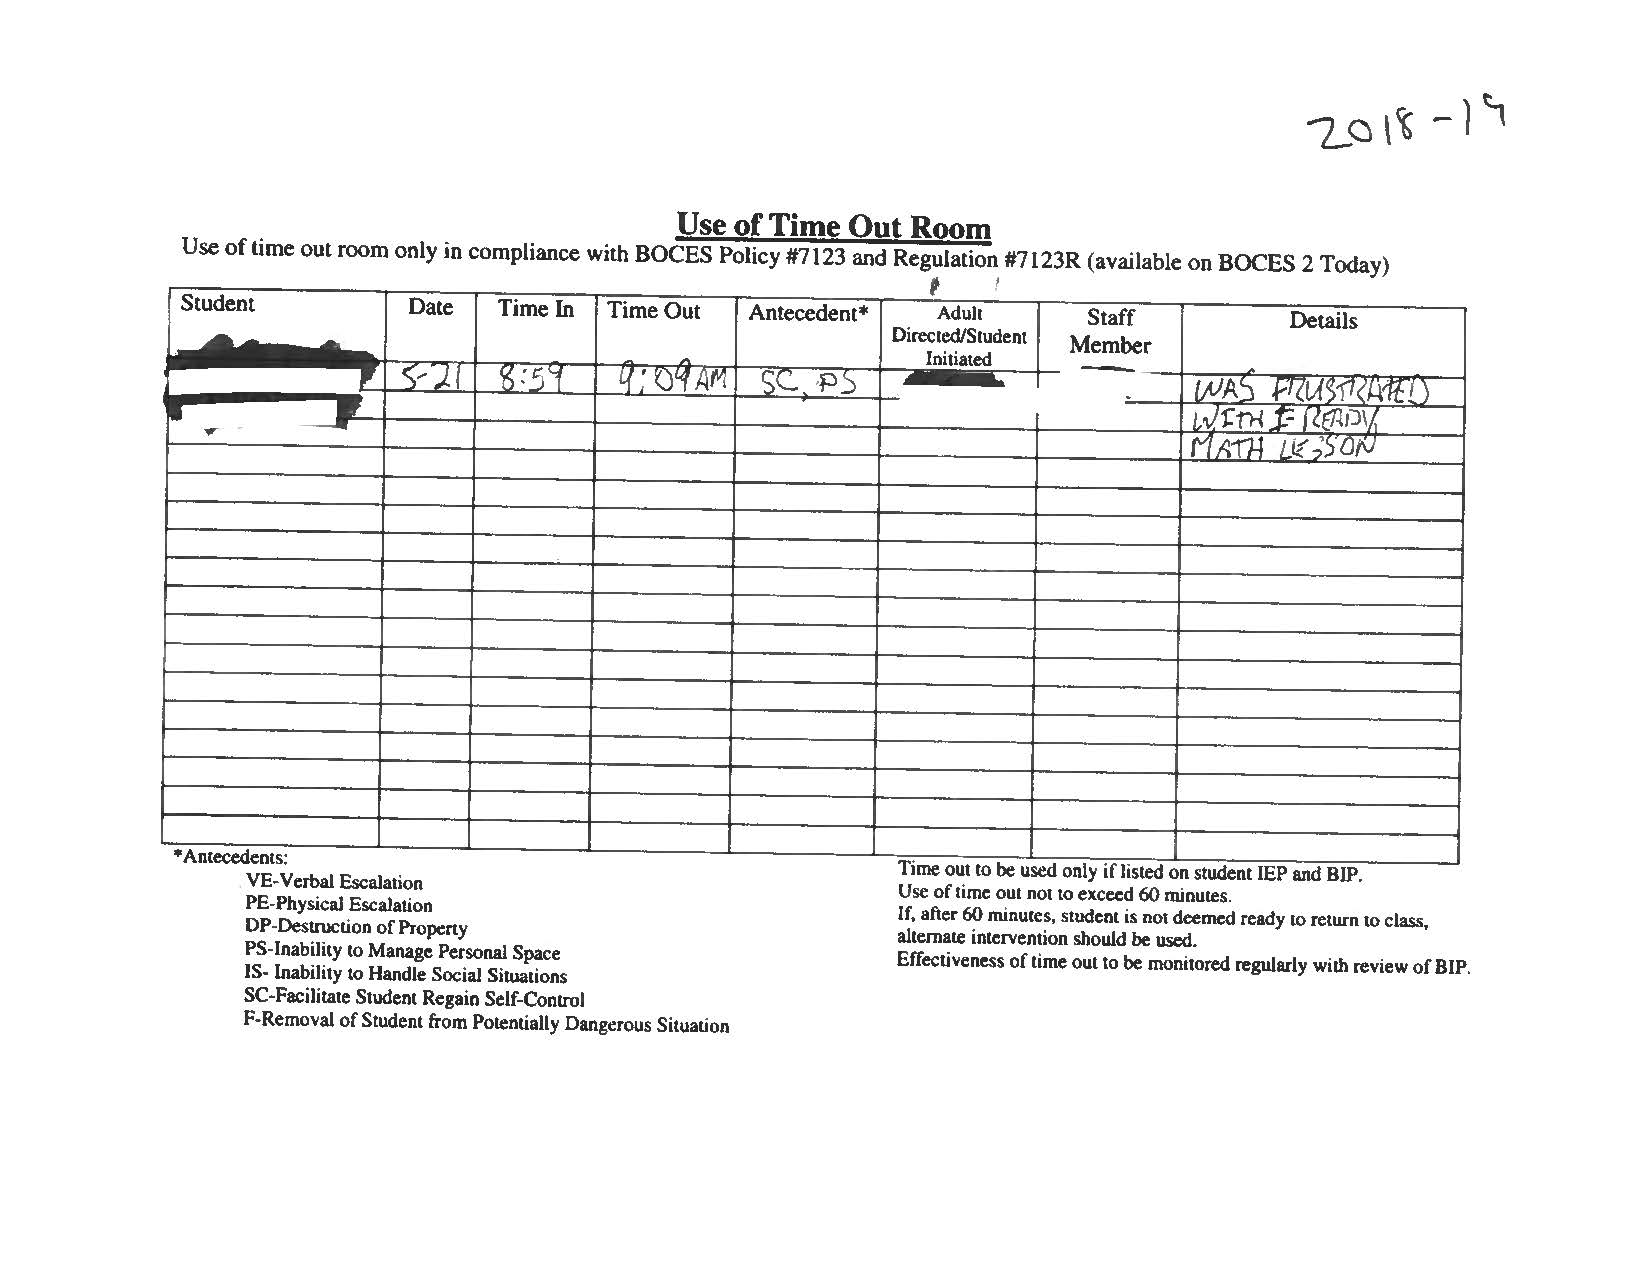 2018-19
Use of Time Out Room
Use of time out room only in compliance with BOCES Policy #7123 and Regulation #7123R (available on BOCES 2 Today)
Student Date Time In Time Out Antecedent* Adult Directed/Student Initiated Staff Member Details
5-21 8:59 9:09 AM SC, PS WAS FRUSTRATED
WITH I READY
MATH LESSON
*Antecedents:
VE-Verbal Escalation
PE-Physical Escalation
DP-Destruction of Property
PS-Inability to Manage Personal Space
IS- Inability to Handle Social Situations
SC-Facilitate Student Regain Self-Control
F-Removal of Student from Potentially Dangerous Situation
Time out to be used only if listed on student IEP and BIP.
Use of time out not to exceed 60 minutes.
If, after 60 minutes, student is not deemed ready to return to class,
alternate intervention should be used.
Effectiveness of time out to be monitored regularly with review of BIP.